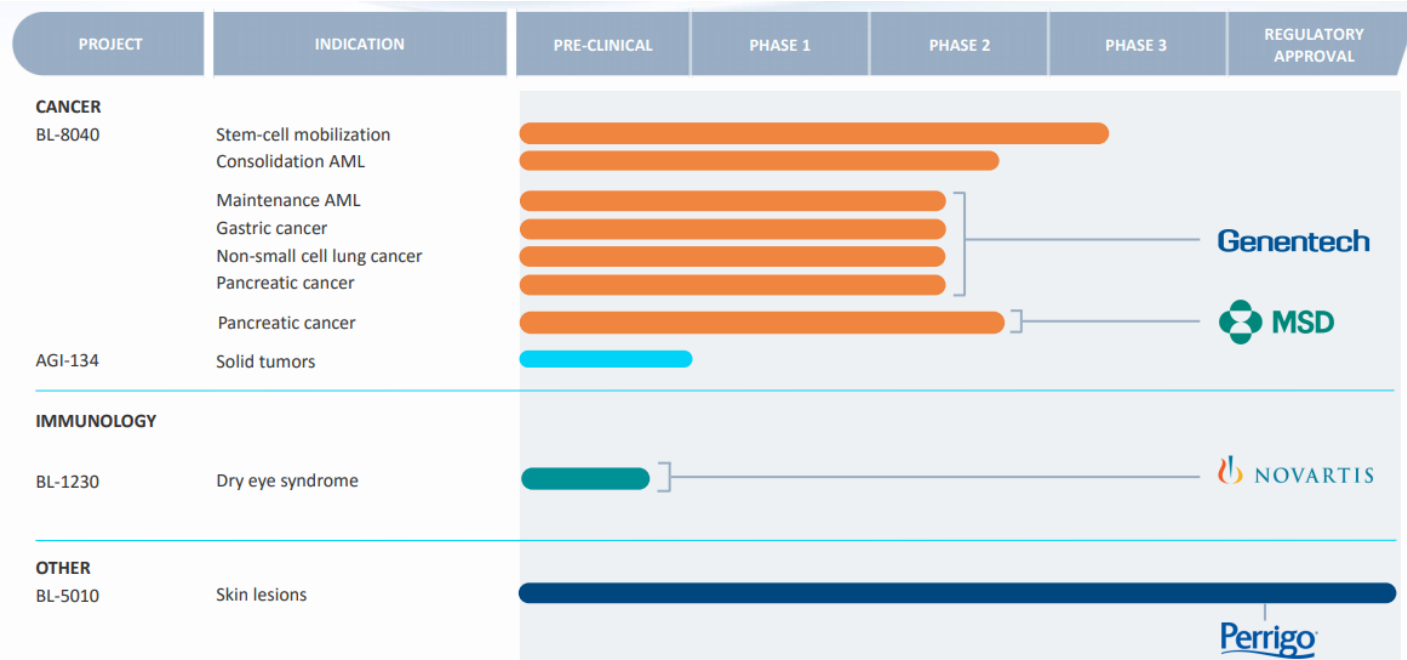 PROJECT INDICATION PRE-CLINICAL PHASE 1 PHASE 2 PHASE 3 REGULATORY APPROVAL
CANCER
BL-8040 Stem-cell mobilization
Consolidation AML
Maintenance AML
Gastric cancer
Genentech
Non-small cell lung cancer
Pancreatic cancer
Pancreatic cancer MSD
AGI-134 Solid tumors
IMMUNOLOGY
BL-1230 Dry eye syndrome NOVARTIS
OTHER
BL-5010 Skin lesions
Perrigo